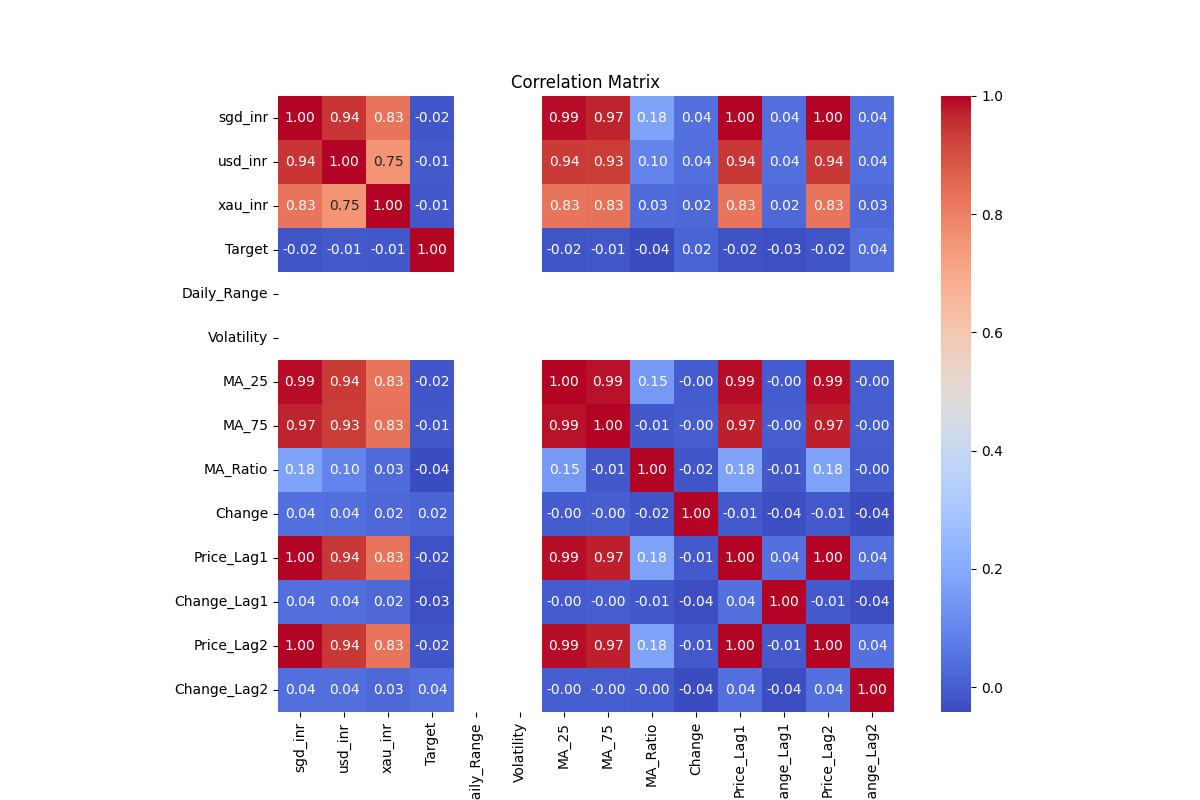 Correlation Matrix
sgd_inr 1.00 0.94 0.83 -0.02 0.99 0.97 0.18 0.04 1.00 0.04 1.00 0.04
usd_inr 0.94 1.00 0.75 -0.01 0.94 0.93 0.10 0.04 0.94 0.04 0.94 0.04
xau_inr 0.83 0.75 1.00 -0.01 0.83 0.83 0.03 0.02 0.83 0.02 0.83 0.03
Target -0.02 -0.01 -0.01 1.00 -0.02 -0.01 -0.04 0.02 -0.02 -0.03 -0.02 0.04
Daily_Range
Volatility
MA_25 0.99 0.94 0.83 -0.02 1.00 0.99 0.15 -0.00 0.99 -0.00 0.99 -0.00
MA_75 0.97 0.93 0.83 -0.01 0.99 1.00 -0.01 -0.00 0.97 -0.00 0.97 -0.00
MA_Ratio 0.18 0.10 0.03 -0.04 0.15 -0.01 1.00 -0.02 0.18 -0.01 0.18 -0.00
Change 0.04 0.04 0.02 0.02 -0.00 -0.00 -0.02 1.00 -0.01 -0.04 -0.01 -0.04
Price_Lag1 1.00 0.94 0.83 -0.02 0.99 0.97 0.18 -0.01 1.00 0.04 1.00 0.04
Change_Lag1 0.04 0.04 0.02 -0.03 -0.00 -0.00 -0.01 -0.04 0.04 1.00 -0.01 -0.04
Price_Lag2 1.00 0.94 0.83 -0.02 0.99 0.97 0.18 -0.01 1.00 -0.01 1.00 0.04
Change_Lag2 0.04 0.04 0.03 0.04 -0.00 -0.00 -0.00 -0.04 0.04 -0.04 0.04 1.00
sgd_inr
usd_inr
xau_inr
Target
aily_Range
Volatility
MA_25
MA_75
MA_Ratio
Change
Price_Lag1
ange_Lag1
Price_Lag2
ange_Lag2
1.0
0.8
0.6
0.4
0.2
0.0